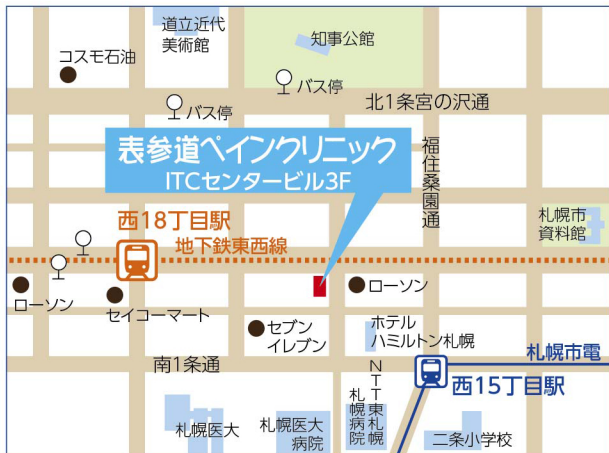 道立近代
美術館
知事公館
コスモ石油
バス停
バス停
北1条宮の沢通
表参道ペインクリニック
ITCセンタービル3F
福住桑園通
札幌市
資料館
西18丁目駅
地下鉄東西線
ローソン
セイコーマート
ローソン
セブン
イレブン
ホテル
ハミルトン札幌
南1条通
札幌市電
西15丁目駅
NTT東札幌
札幌病院
札幌医大
札幌医大
病院
二条小学校